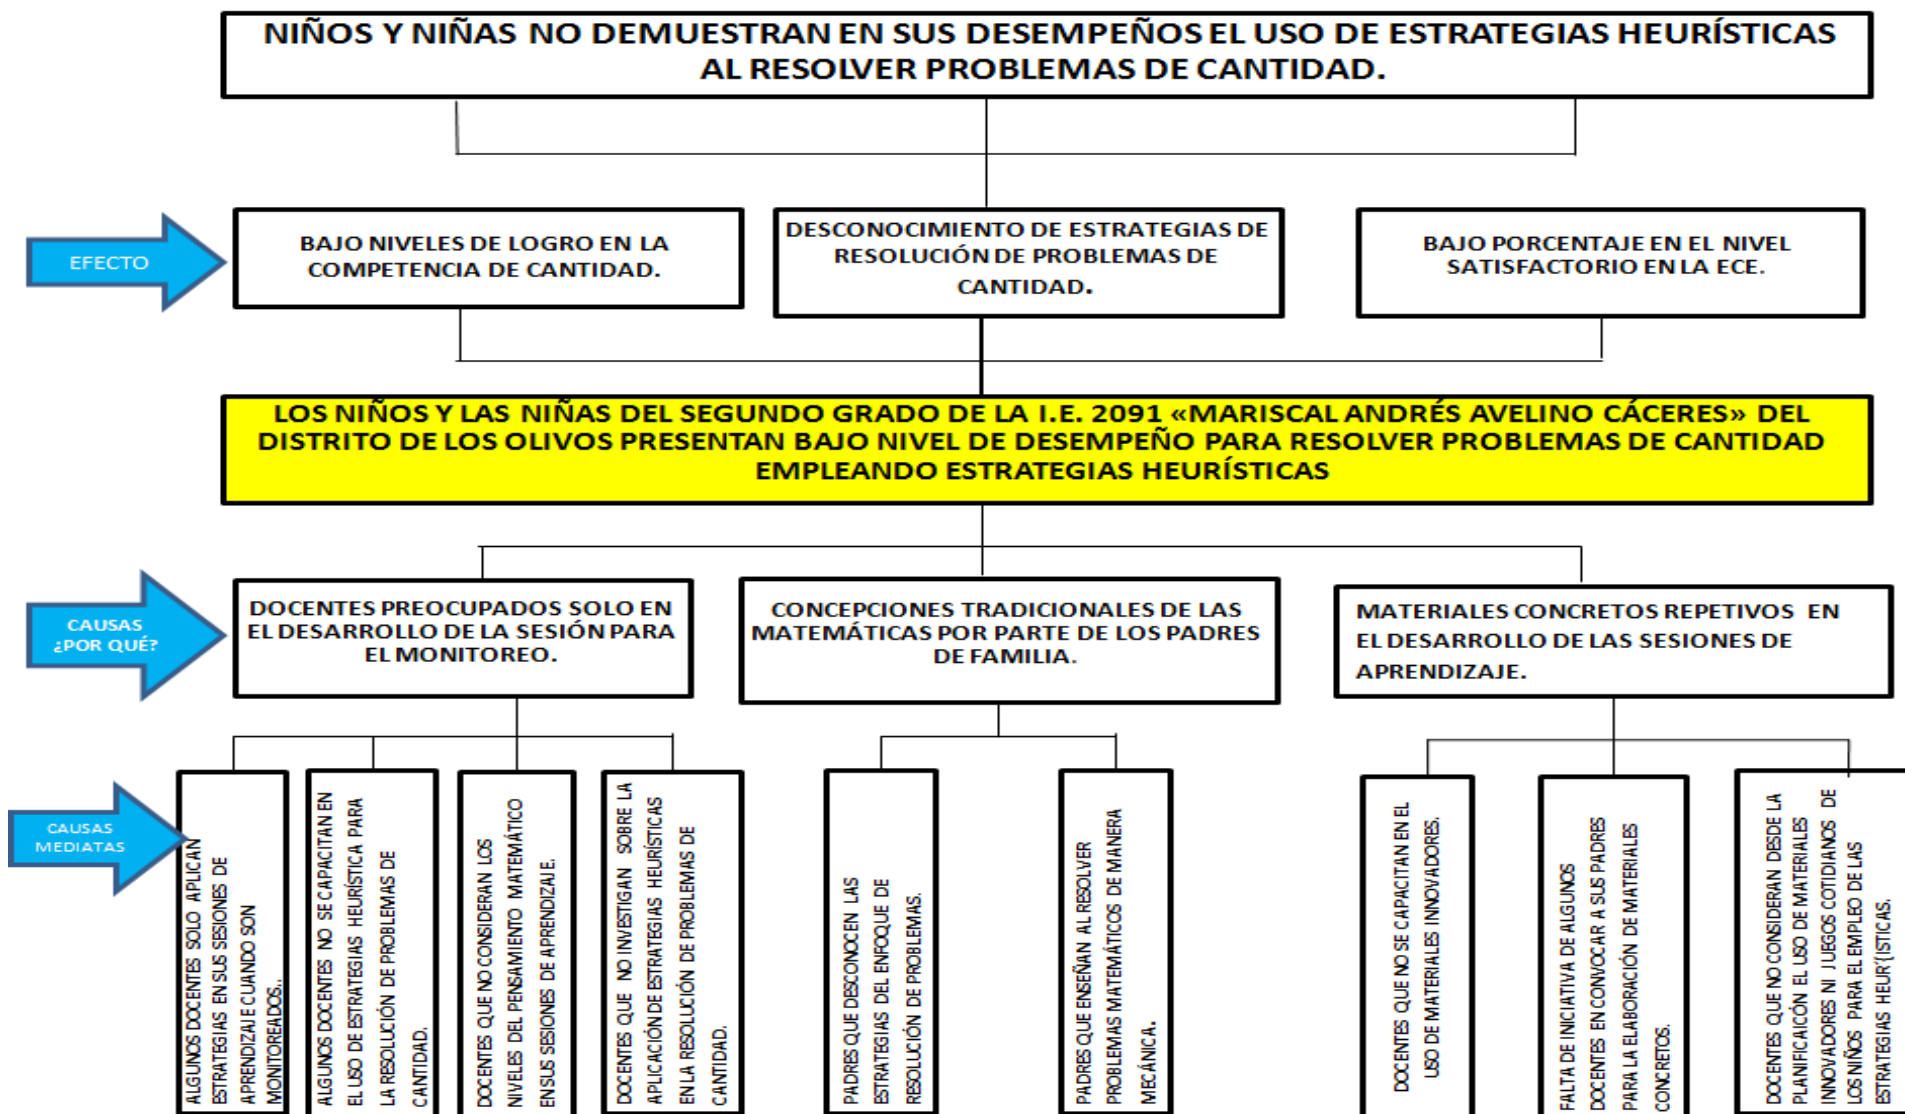 NIÑOS Y NIÑAS NO DEMUESTRAN EN SUS DESEMPEÑOS EL USO DE ESTRATEGIAS HEURÍSTICAS
AL RESOLVER PROBLEMAS DE CANTIDAD.
EFECTO
BAJO NIVELES DE LOGRO EN LA
COMPETENCIA DE CANTIDAD.
DESCONOCIMIENTO DE ESTRATEGIAS DE
RESOLUCIÓN DE PROBLEMAS DE
CANTIDAD.
BAJO PORCENTAJE EN EL NIVEL
SATISFACTORIO EN LA ECE.
LOS NIÑOS Y LAS NIÑAS DEL SEGUNDO GRADO DE LA I.E. 2091 «MARISCAL ANDRÉS AVELINO CÁCERES» DEL
DISTRITO DE LOS OLIVOS PRESENTAN BAJO NIVEL DE DESEMPEÑO PARA RESOLVER PROBLEMAS DE CANTIDAD
EMPLEANDO ESTRATEGIAS HEURÍSTICAS
CAUSAS
¿POR QUÉ?
DOCENTES PREOCUPADOS SOLO EN
EL DESARROLLO DE LA SESIÓN PARA
EL MONITOREO.
CONCEPCIONES TRADICIONALES DE LAS
MATEMÁTICAS POR PARTE DE LOS PADRES
DE FAMILIA.
MATERIALES CONCRETOS REPETIVOS EN
EL DESARROLLO DE LAS SESIONES DE
APRENDIZAJE.
CAUSAS
MEDIATAS
ALGUNOS DOCENTES SOLO APLICAN
ESTRATEGIAS EN SUS SESIONES DE
APRENDIZAJE CUANDO SON
MONITOREADOS..
ALGUNOS DOCENTES NO SE CAPACITAN EN
EL USO DE ESTRATEGIAS HEURÍSTICA PARA
LA RESOLUCIÓN DE PROBLEMAS DE
CANTIDAD.
DOCENTES QUE NO CONSIDERAN LOS
NIVELES DEL PENSAMIENTO MATEMÁTICO
EN SUS SESIONES DE APRENDIZAJE.
DOCENTES QUE NO INVESTIGAN SOBRE LA
APLICACIÓN DE ESTRATEGIAS HEURÍSTICAS
EN LA RESOLUCIÓN DE PROBLEMAS DE
CANTIDAD.
PADRES QUE DESCONOCEN LAS
ESTRATEGIAS DEL ENFOQUE DE
RESOLUCIÓN DE PROBLEMAS.
PADRES QUE ENSEÑAN AL RESOLVER
PROBLEMAS MATEMÁTICOS DE MANERA
MECÁNICA.
DOCENTES QUE NO SE CAPACITAN EN EL
USO DE MATERIALES INNOVADORES.
FALTA DE INICIATIVA DE ALGUNOS
DOCENTES EN CONVOCAR A SUS PADRES
PARA LA ELABORACIÓN DE MATERIALES
CONCRETOS.
DOCENTES QUE NO CONSIDERAN DESDE LA
PLANIFICAICÓN EL USO DE MATERIALES
INNOVADORES NI JUEGOS COTIDIANOS DE
LOS NIÑOS PARA EL EMPLEO DE LAS
ESTRATEGIAS HEUR´{ISTICAS.